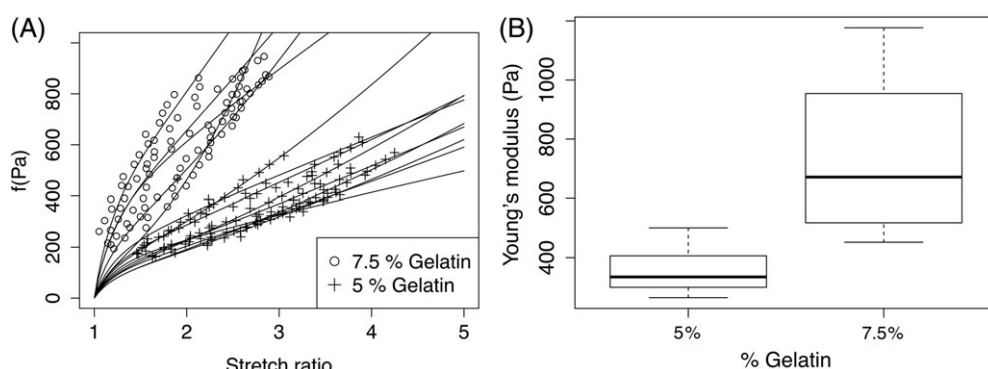 (A)
f(Pa)
800
600
400
200
0
1 2 3 4 5
Stretch ratio
7.5 % Gelatin
5 % Gelatin
(B)
Young's modulus (Pa)
1000
800
600
400
5% 7.5%
% Gelatin